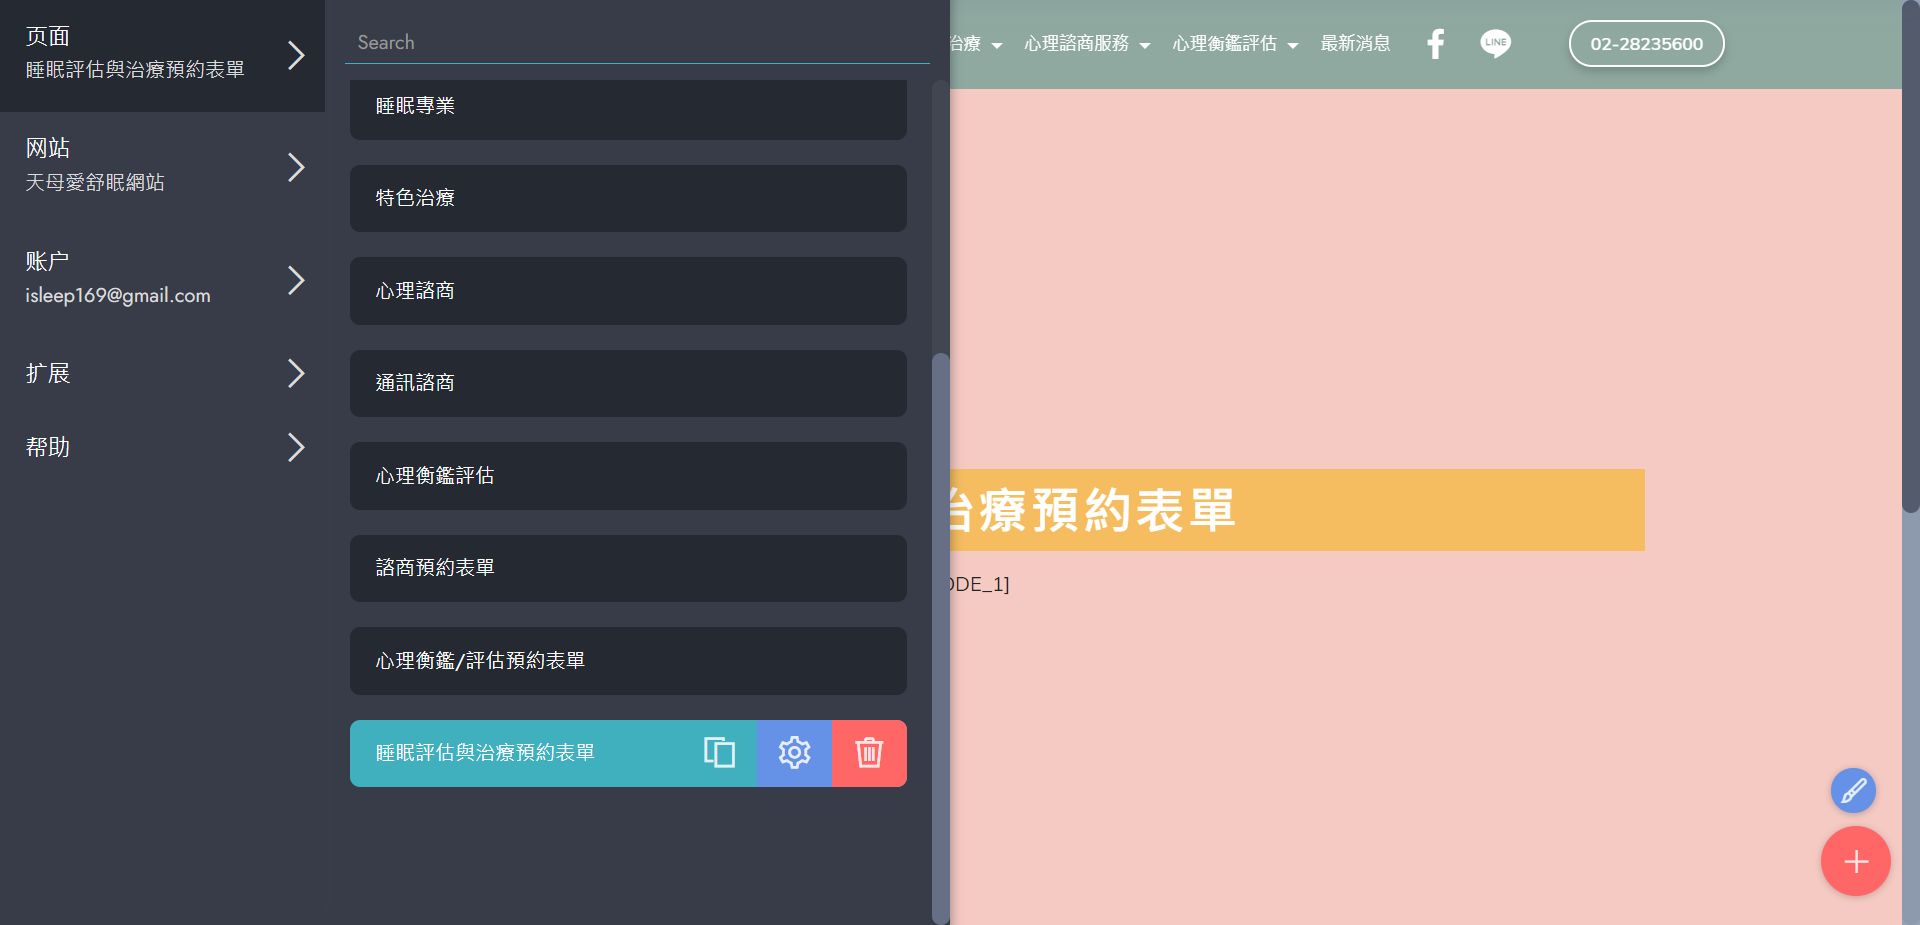 页面
睡眠評估與治療預約表單
网站
天母愛舒眠網站
账户
isleep169@gmail.com
扩展
帮助
Search
睡眠專業
特色治療
心理諮商
通訊諮商
心理衡鑑評估
諮商預約表單
心理衡鑑/評估預約表單
睡眠評估與治療預約表單
治療
心理諮商服務
心理衡鑑評估
最新消息
LINE
02-28235600
治療預約表單
ODE_1]